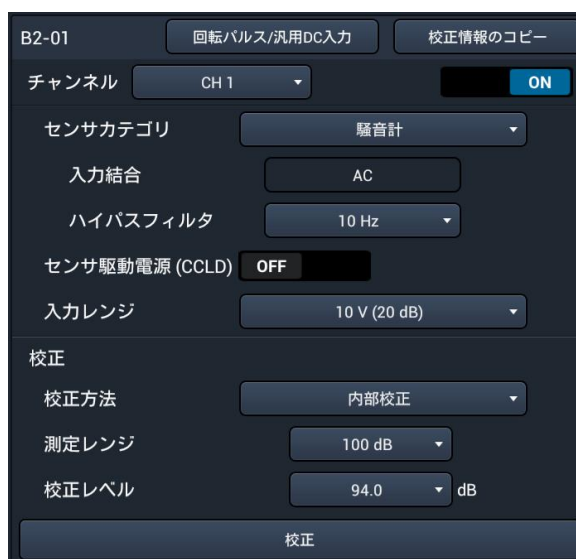 B2-01 回転パルス/汎用DC入力 校正情報のコピー
チャンネル CH 1 ON
センサカテゴリ 騒音計
入力結合 AC
ハイパスフィルタ 10 Hz
センサ駆動電源 (CCLD) OFF
入力レンジ 10 V (20 dB)
校正
校正方法 内部校正
測定レンジ 100 dB
校正レベル 94.0 dB
校正